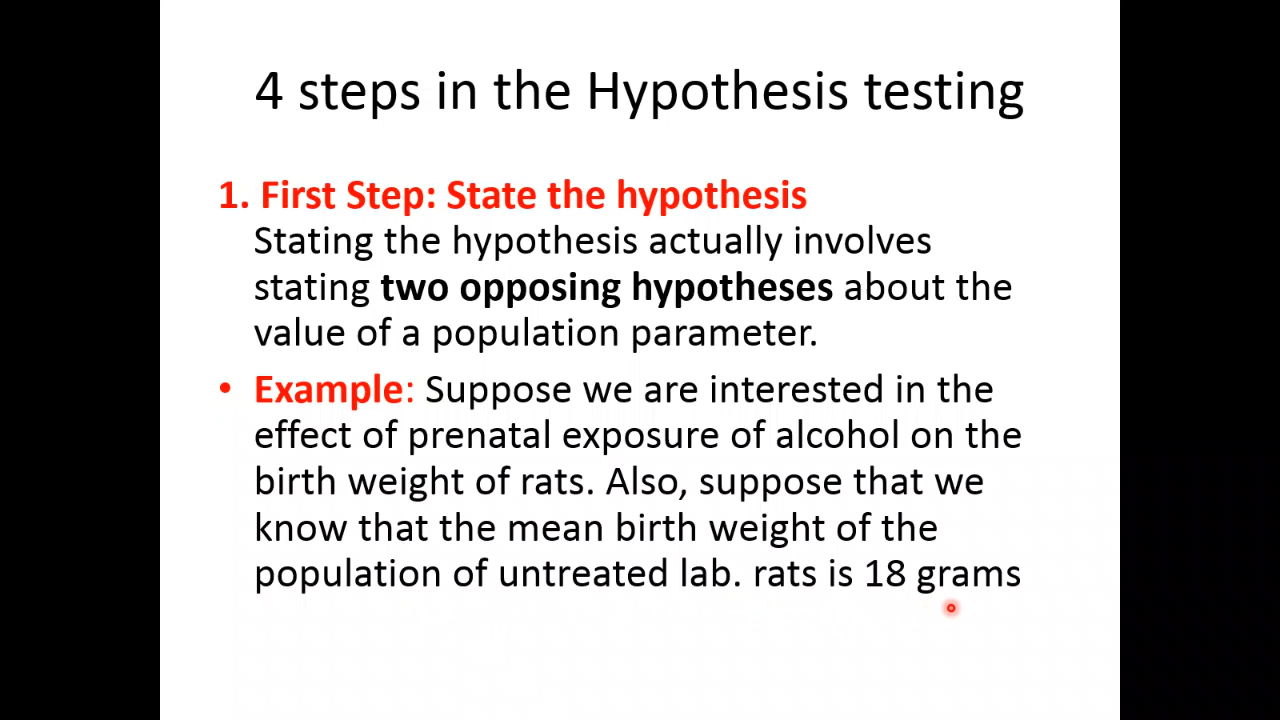 4 steps in the Hypothesis testing
1. First Step: State the hypothesis
Stating the hypothesis actually involves
stating two opposing hypotheses about the
value of a population parameter.
• Example: Suppose we are interested in the
effect of prenatal exposure of alcohol on the
birth weight of rats. Also, suppose that we
know that the mean birth weight of the
population of untreated lab. rats is 18 grams